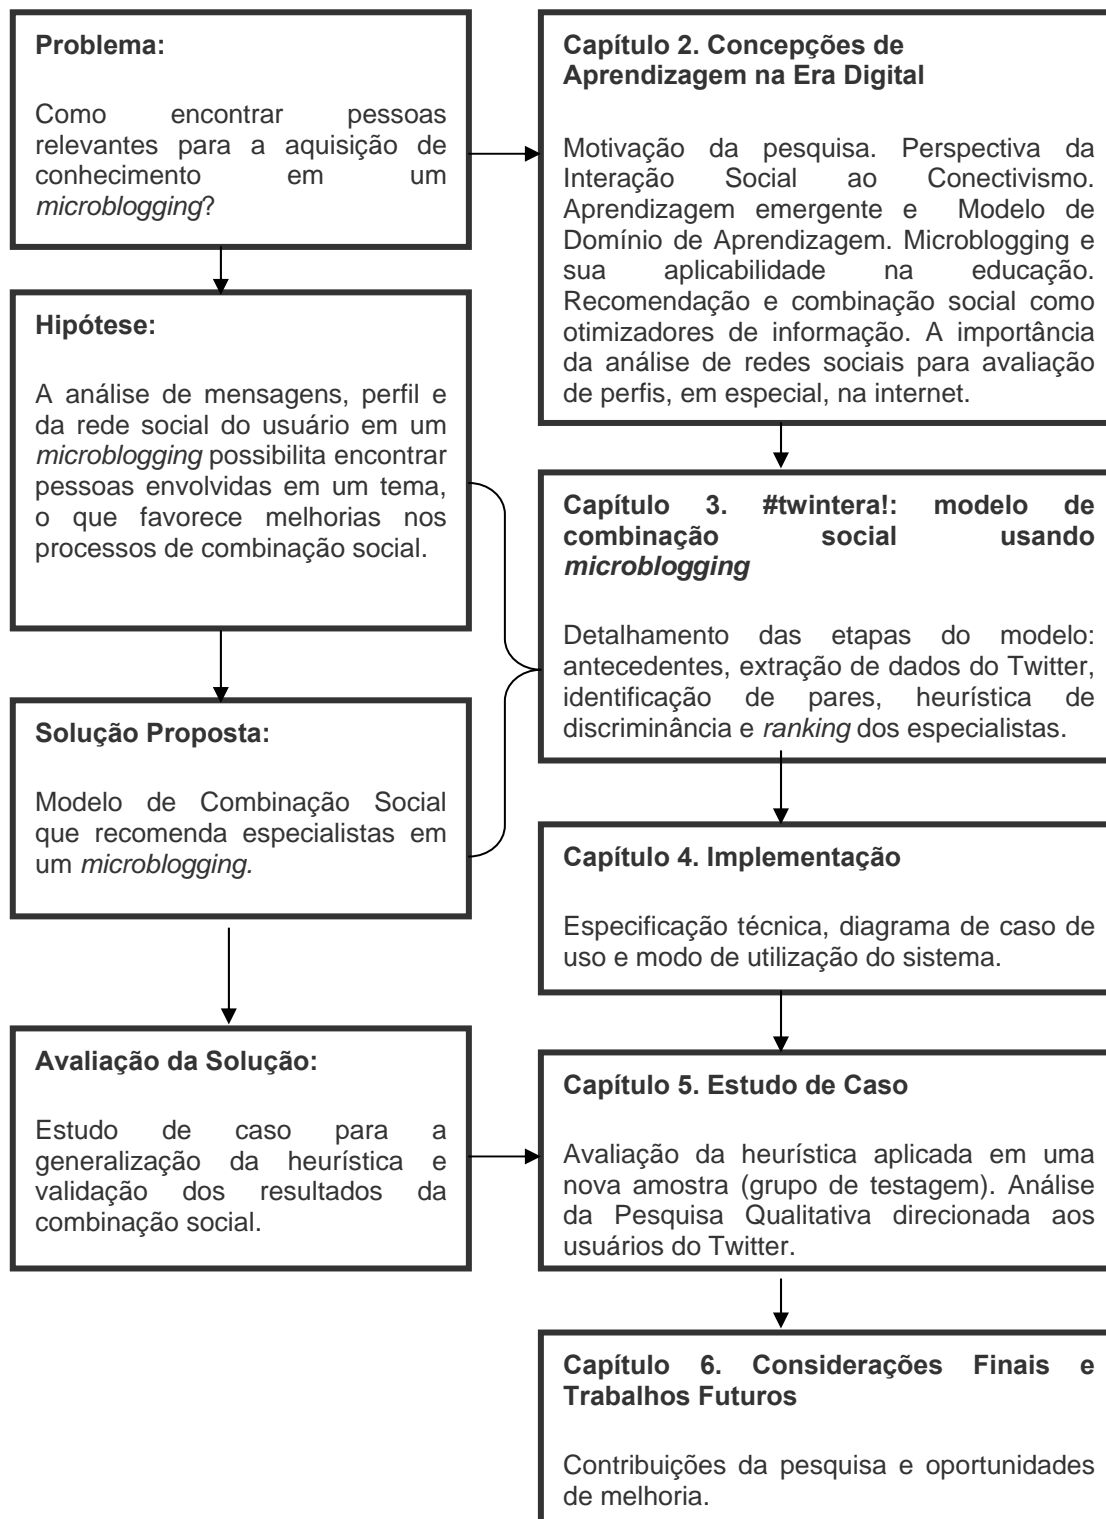 Problema:
Como encontrar pessoas
relevantes para a aquisição de
conhecimento em um
microblogging?
Hipótese:
A análise de mensagens, perfil e
da rede social do usuário em um
microblogging possibilita encontrar
pessoas envolvidas em um tema,
o que favorece melhorias nos
processos de combinação social.
Solução Proposta:
Modelo de Combinação Social
que recomenda especialistas em
um microblogging.
Avaliação da Solução:
Estudo de caso para a
generalização da heurística e
validação dos resultados da
combinação social.
Capítulo 2. Concepções de
Aprendizagem na Era Digital
Motivação da pesquisa. Perspectiva da
Interação Social ao Conectivismo.
Aprendizagem emergente e Modelo de
Domínio de Aprendizagem. Microblogging e
sua aplicabilidade na educação.
Recomendação e combinação social como
otimizadores de informação. A importância
da análise de redes sociais para avaliação
de perfis, em especial, na internet.
Capítulo 3. #twintera!: modelo de
combinação social usando
microblogging
Detalhamento das etapas do modelo:
antecedentes, extração de dados do Twitter,
identificação de pares, heurística de
discriminância e ranking dos especialistas.
Capítulo 4. Implementação
Especificação técnica, diagrama de caso de
uso e modo de utilização do sistema.
Capítulo 5. Estudo de Caso
Avaliação da heurística aplicada em uma
nova amostra (grupo de testagem). Análise
da Pesquisa Qualitativa direcionada aos
usuários do Twitter.
Capítulo 6. Considerações Finais e
Trabalhos Futuros
Contribuições da pesquisa e oportunidades
de melhoria.